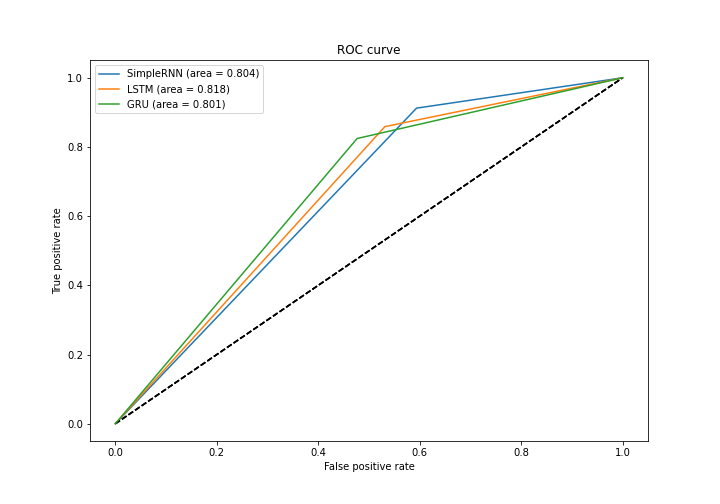 ROC curve
SimpleRNN (area = 0.804)
LSTM (area = 0.818)
GRU (area = 0.801)
True positive rate
1.0
0.8
0.6
0.4
0.2
0.0
0.0 0.2 0.4 0.6 0.8 1.0
False positive rate